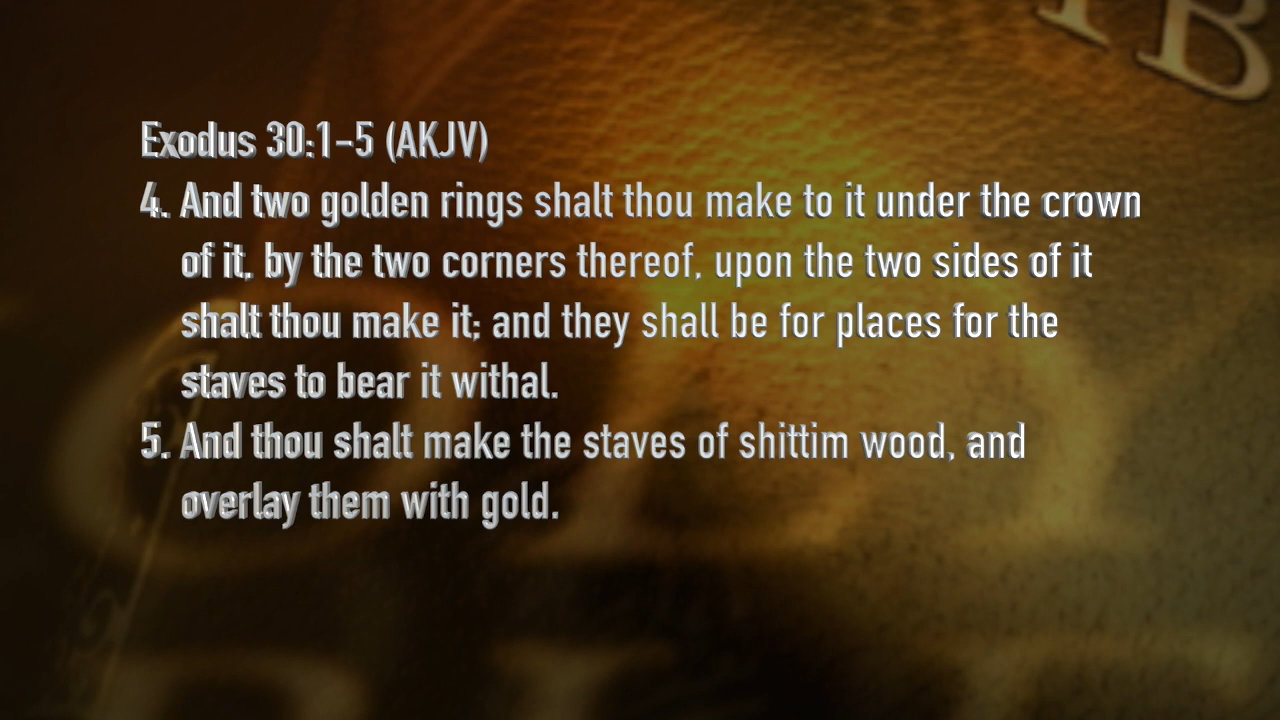 Exodus 30:1-5 (AKJV)
4. And two golden rings shalt thou make to it under the crown
of it, by the two corners thereof, upon the two sides of it
shalt thou make it; and they shall be for places for the
staves to bear it withal.
5. And thou shalt make the staves of shittim wood, and
overlay them with gold.